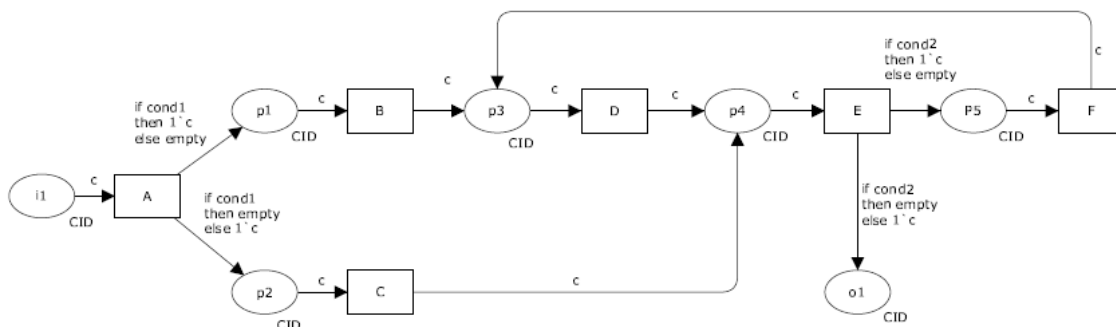 c
if cond2
then 1`c
else empty
c
if cond1
then 1`c
else empty
p1
c
B
c
p3
c
D
c
p4
c
E
P5
c
F
CID
CID
CID
CID
i1
c
A
CID
if cond1
then empty
else 1`c
if cond2
then empty
else 1`c
p2
c
C
c
CID
o1
CID